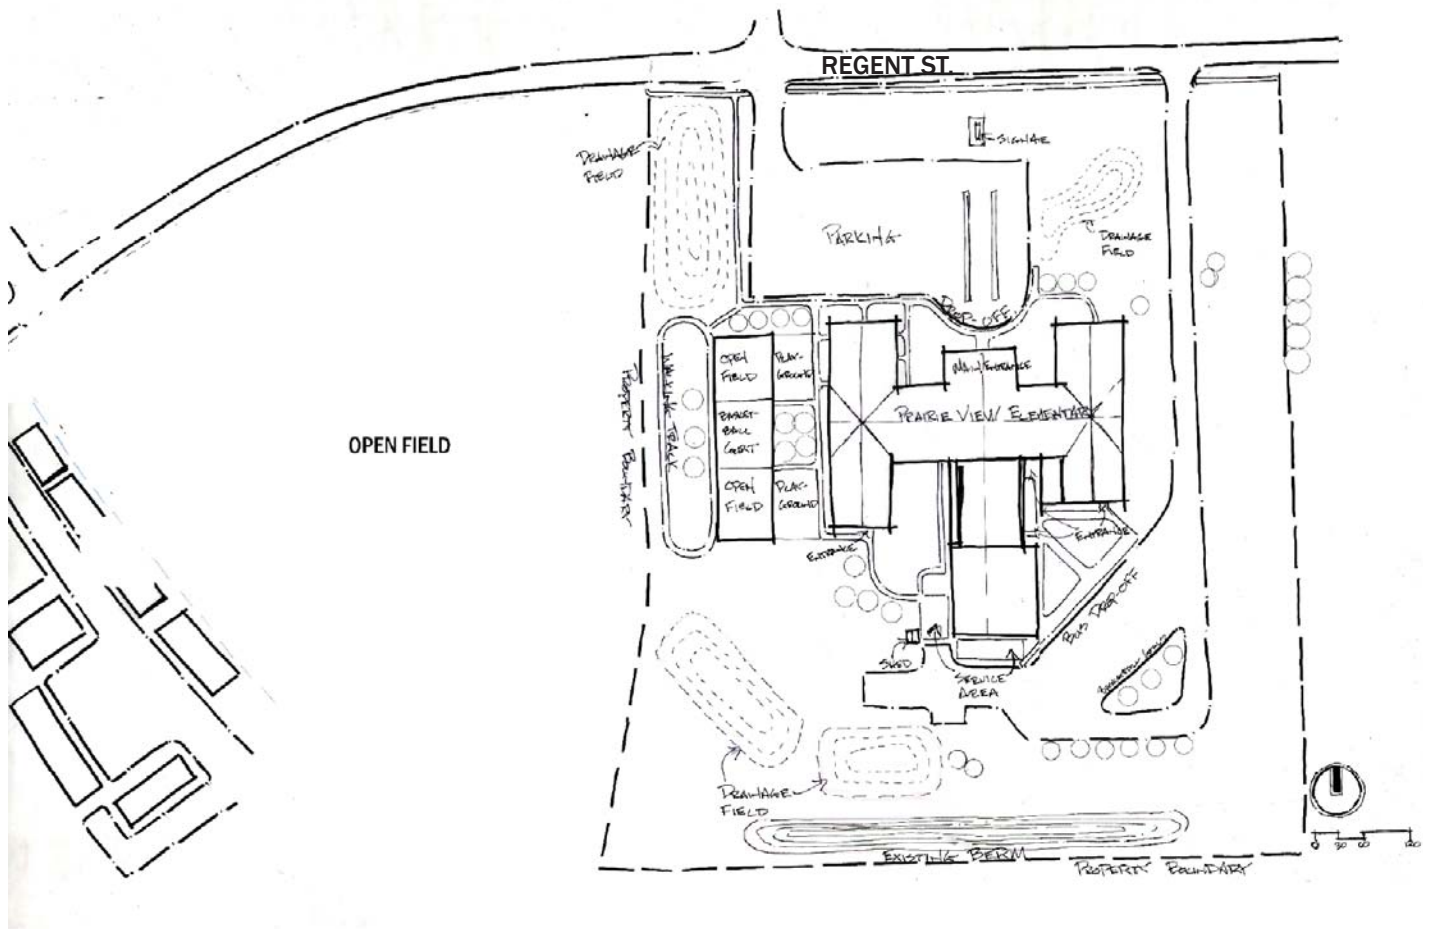 REGENT ST.
SIGNAGE
DRAINAGE
FIELD
PARKING
DRAINAGE
FIELD
DROP-OFF
MAIN ENTRANCE
OPEN
FIELD
PLAY-
GROUND
PRAIRIE VIEW ELEMENTARY
WALKING TRACK
PROPERTY BOUNDARY
BASKET-
BALL
COURT
OPEN FIELD
OPEN
FIELD
PLAY-
GROUND
ENTRANCE
ENTRANCE
BUS DROP-OFF
SHED
SERVICE
AREA
DRAINAGE
FIELD
EXISTING BERM
PROPERTY BOUNDARY
0 30 60 120